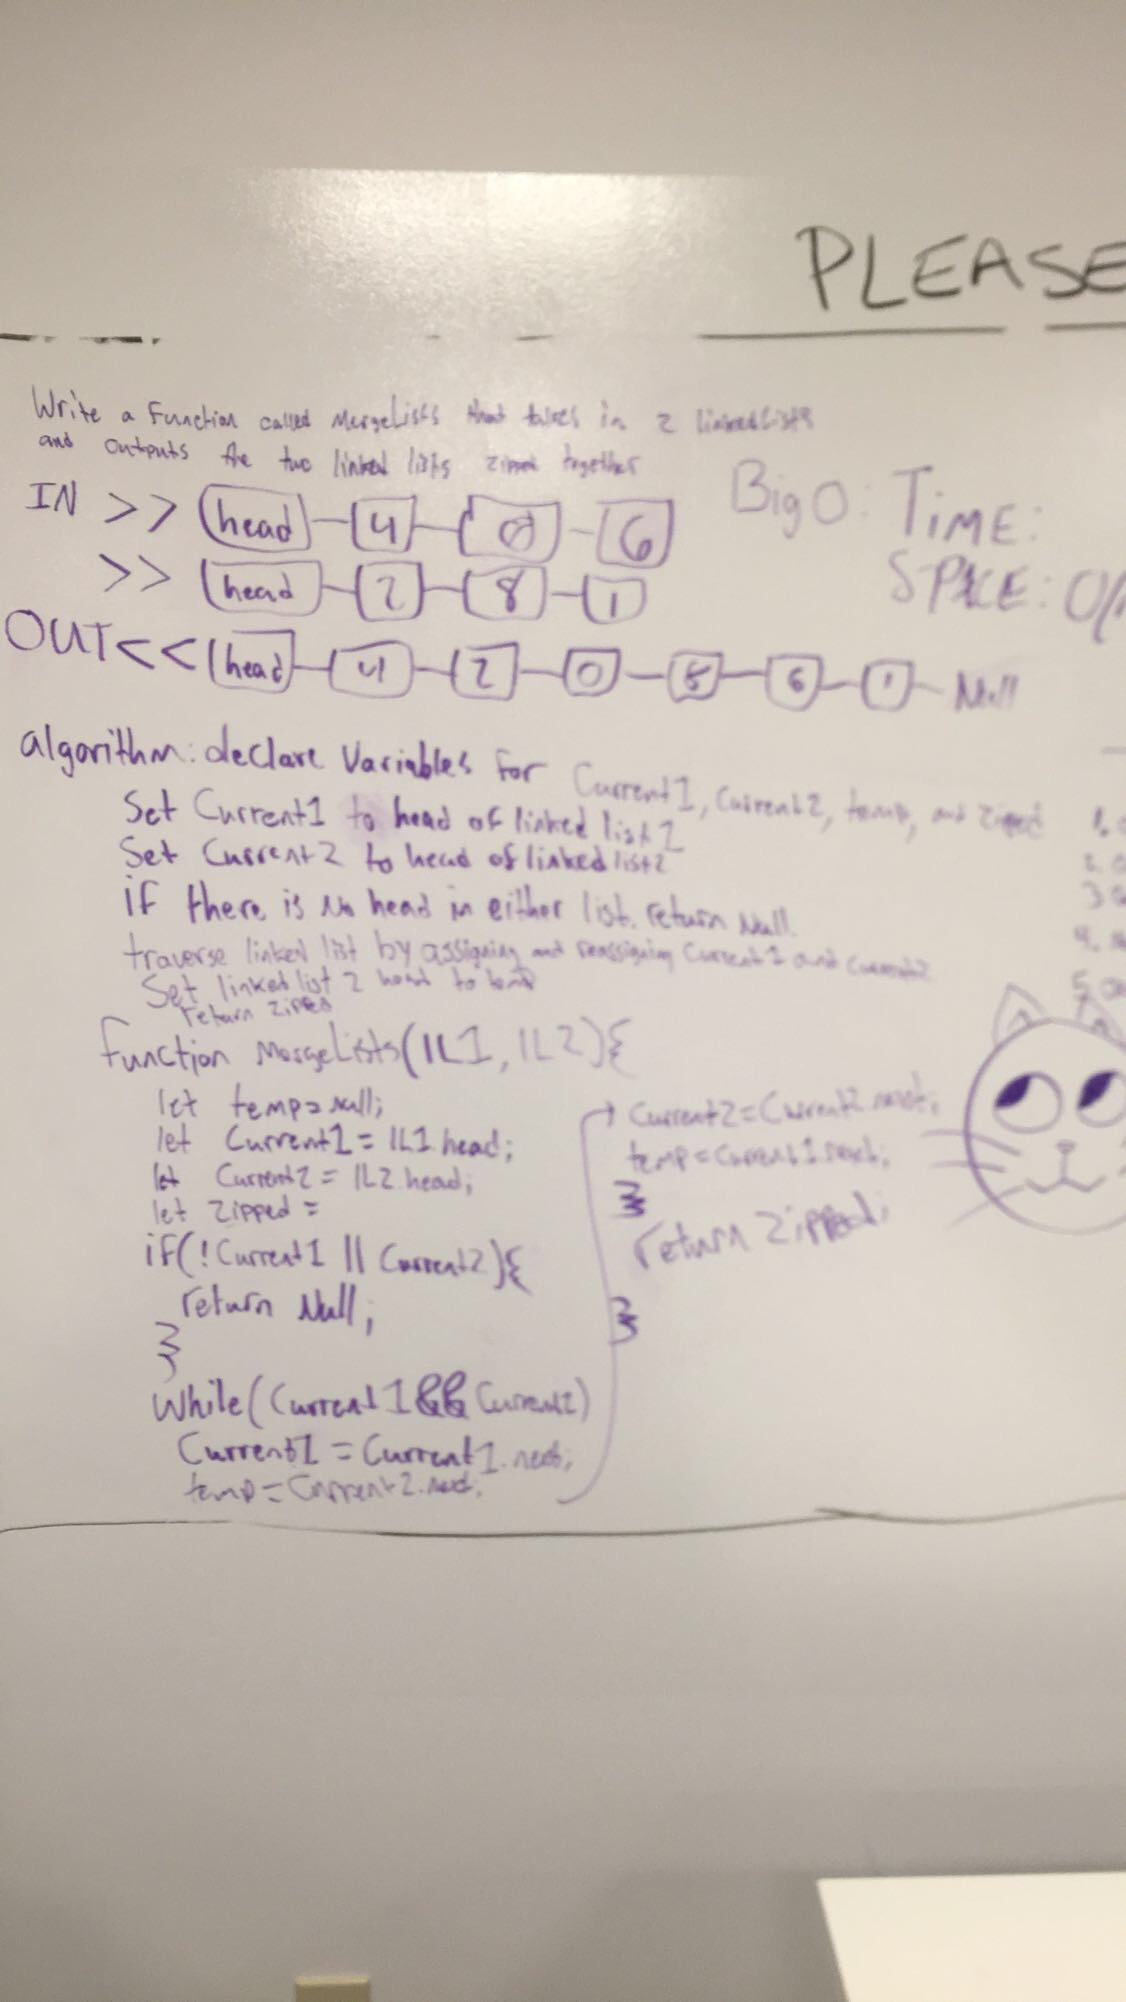 PLEASE
Write a Function called MergeLists that takes in 2 linkedLists
and outputs the two linked lists zipped together
IN >> head 4 0 6
>> head 2 8 1
OUT << head 4 2 0 8 6 1 Null
Big O: TIME:
SPACE: O(
algorithm: declare Variables for Current1, Current2, temp, and Zipped
Set Current1 to head of linked list 1
Set Current2 to head of linked list 2
if there is No head in either list. return Null.
traverse linked list by assigning and reassigning Current1 and Current2
Set linked list 2 head to temp
return zipped
function MergeLists(lL1, lL2){
let temp = Null;
let Current1 = lL1.head;
let Current2 = lL2.head;
let Zipped =
if(!Current1 || Current2){
return Null;
}
While(Current1 && Current2)
Current1 = Current1.next;
temp = Current2.next;
Current2 = Current2.next;
temp = Current1.next;
}
return Zipped;
}
1.
2.
3
4.
5